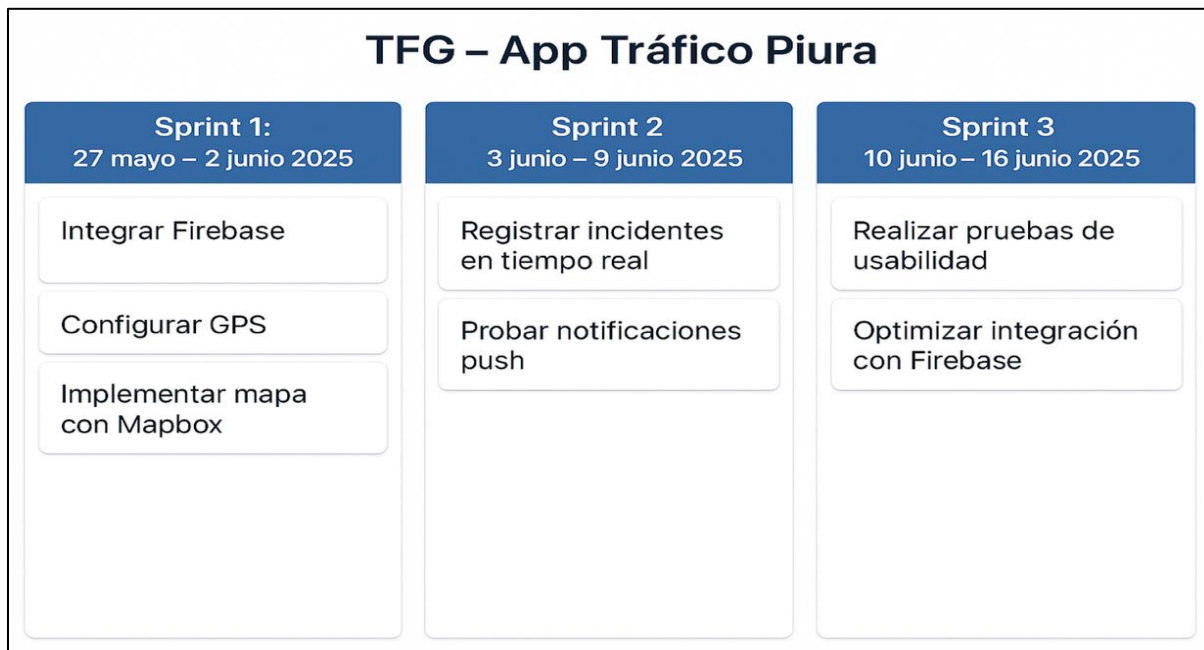 TFG – App Tráfico Piura
Sprint 1:
27 mayo – 2 junio 2025
Integrar Firebase
Configurar GPS
Implementar mapa
con Mapbox
Sprint 2
3 junio – 9 junio 2025
Registrar incidentes
en tiempo real
Probar notificaciones
push
Sprint 3
10 junio – 16 junio 2025
Realizar pruebas de
usabilidad
Optimizar integración
con Firebase